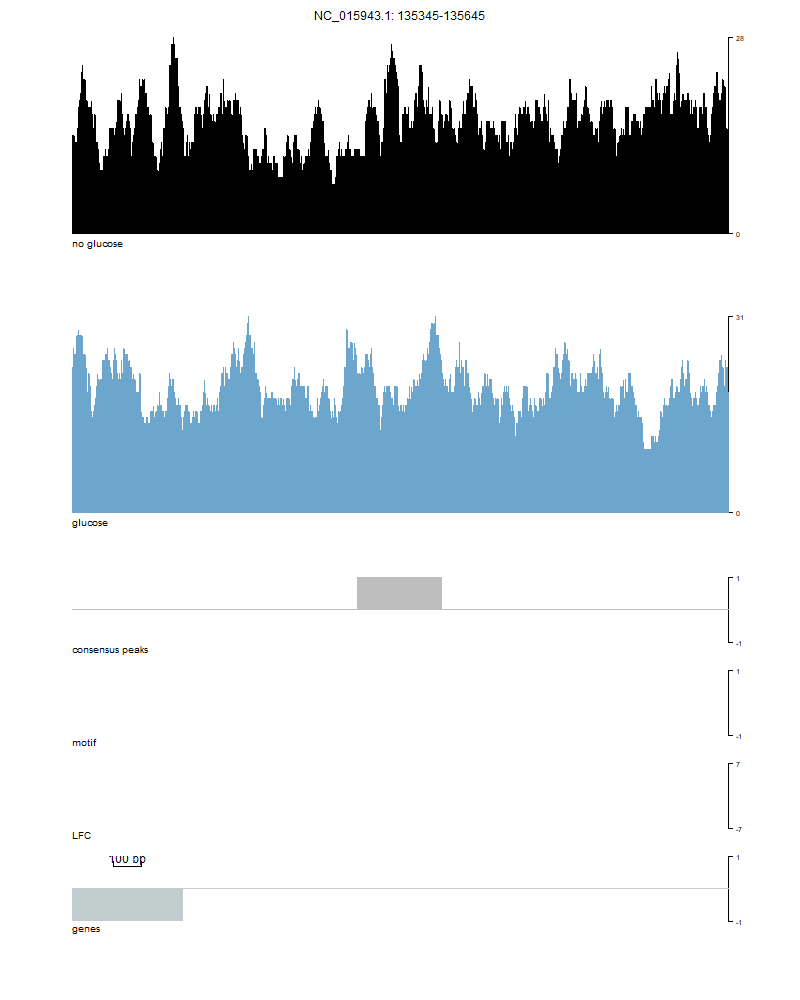 NC_015943.1: 135345-135645
28
0
no glucose
31
0
glucose
1
-1
consensus peaks
1
-1
motif
7
-7
LFC
100 bp
1
-1
genes